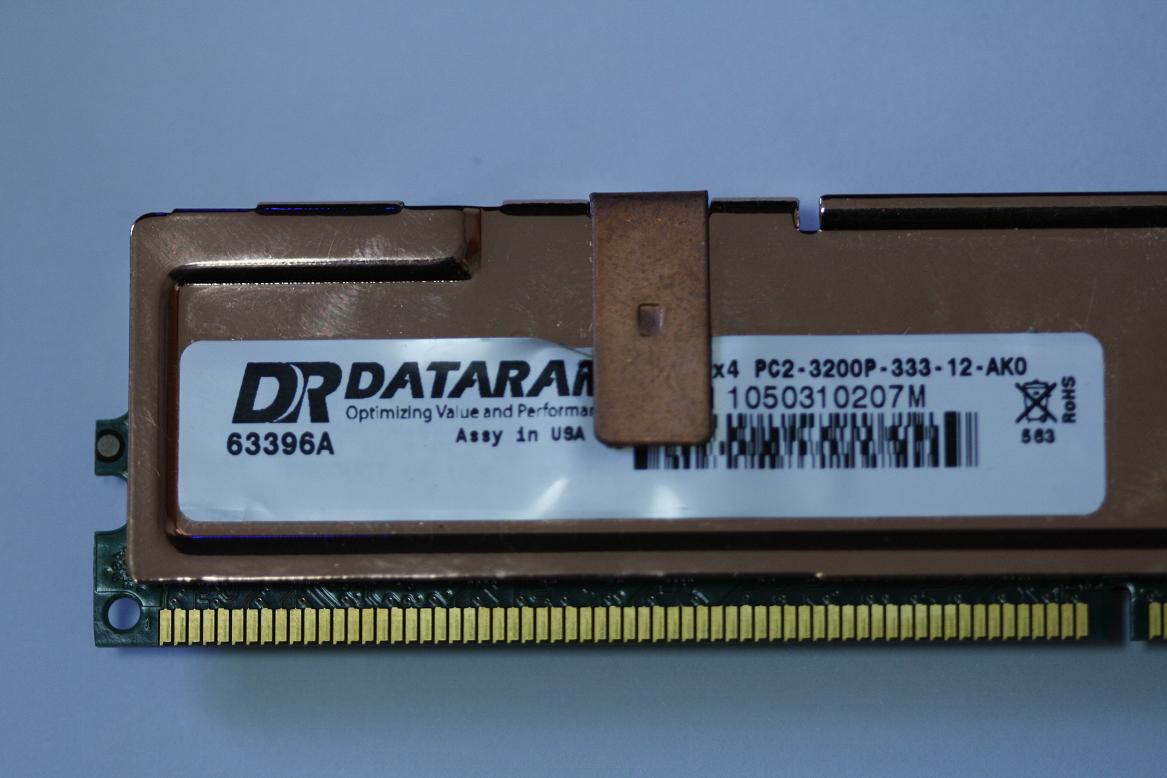 DR DATARA
Optimizing Value and Performa
63396A
Assy in USA
x4 PC2-3200P-333-12-AK0
1050310207M
RoHS
563